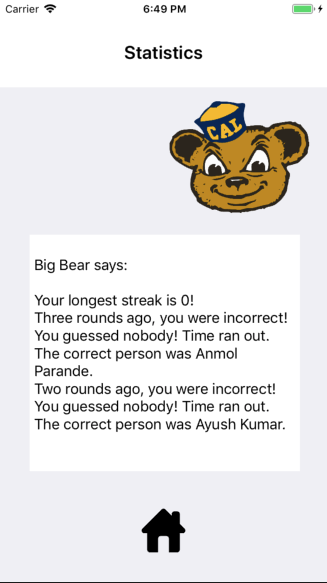 Carrier 6:49 PM
Statistics
CAL
Big Bear says:
Your longest streak is 0!
Three rounds ago, you were incorrect!
You guessed nobody! Time ran out.
The correct person was Anmol
Parande.
Two rounds ago, you were incorrect!
You guessed nobody! Time ran out.
The correct person was Ayush Kumar.